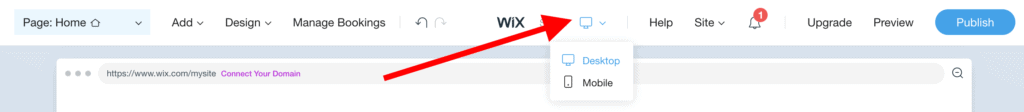 Page: Home Add Design Manage Bookings WiX Help Site 1 Upgrade Preview Publish
Desktop
https://www.wix.com/mysite Connect Your Domain
Mobile